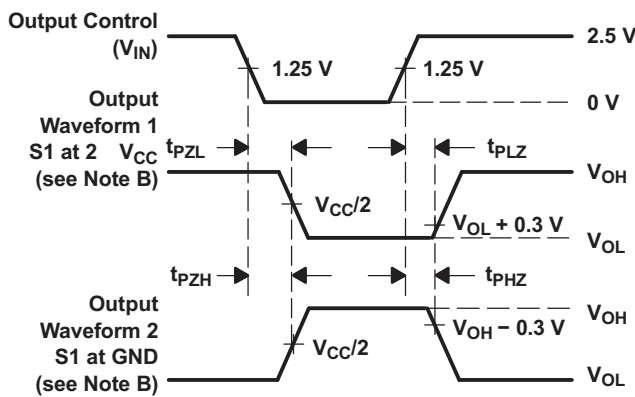 Output Control
(VIN)
1.25 V
1.25 V
2.5 V
0 V
Output
Waveform 1
S1 at 2 VCC
(see Note B)
tPZL
tPLZ
VCC/2
VOL + 0.3 V
VOH
VOL
tPZH
tPHZ
Output
Waveform 2
S1 at GND
(see Note B)
VCC/2
VOH − 0.3 V
VOH
VOL